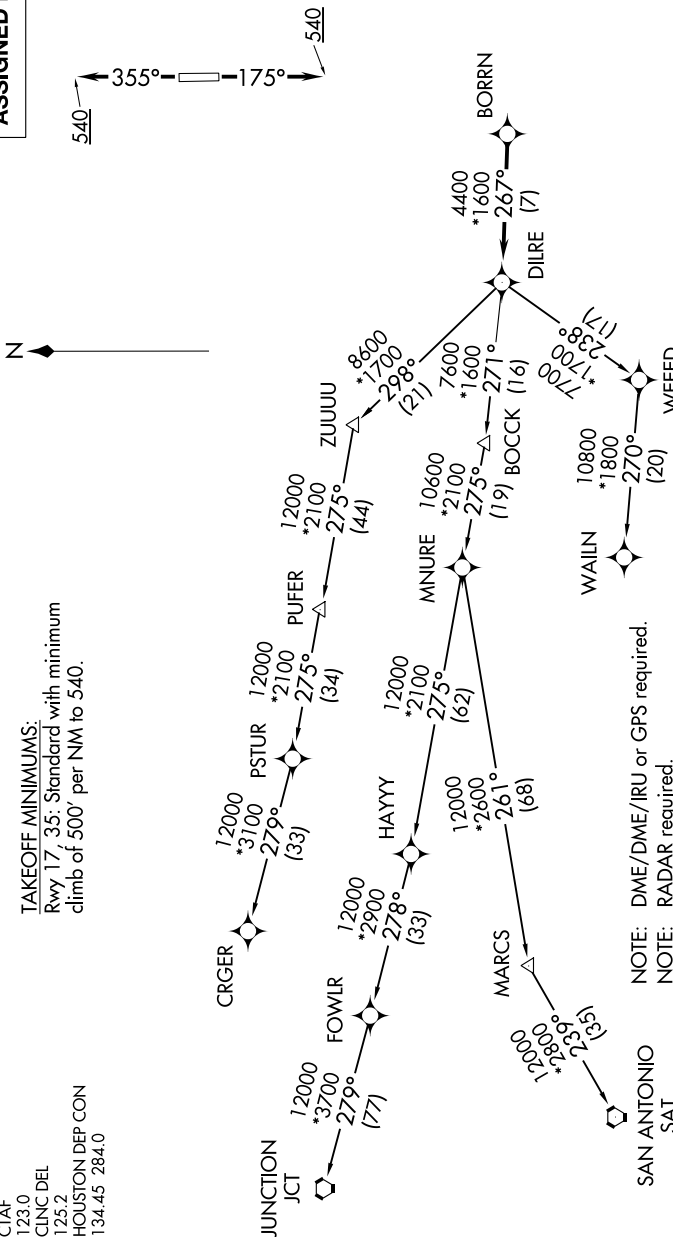 CTAF
123.0
CLNC DEL
125.2
HOUSTON DEP CON
134.45 284.0
TAKEOFF MINIMUMS:
Rwy 17, 35: Standard with minimum
climb of 500' per NM to 540.
N
ASSIGNED
540
355°
175°
540
BORRN
4400
*1600
267°
(7)
DILRE
8600
*1700
298°
(21)
ZUUUU
12000
*2100
275°
(44)
PUFER
12000
*2100
275°
(34)
PSTUR
12000
*3100
279°
(33)
CRGER
7600
*1600
271°
(16)
BOCCK
10600
*2100
275°
(19)
MNURE
12000
*2100
275°
(62)
HAYYY
12000
*2900
278°
(33)
FOWLR
12000
*3700
279°
(77)
JUNCTION
JCT
12000
*2600
261°
(68)
MARCS
12000
*2800
239°
(35)
SAN ANTONIO
SAT
7700
*1700
238°
(17)
WEEED
10800
*1800
270°
(20)
WAILN
NOTE: DME/DME/IRU or GPS required.
NOTE: RADAR required.